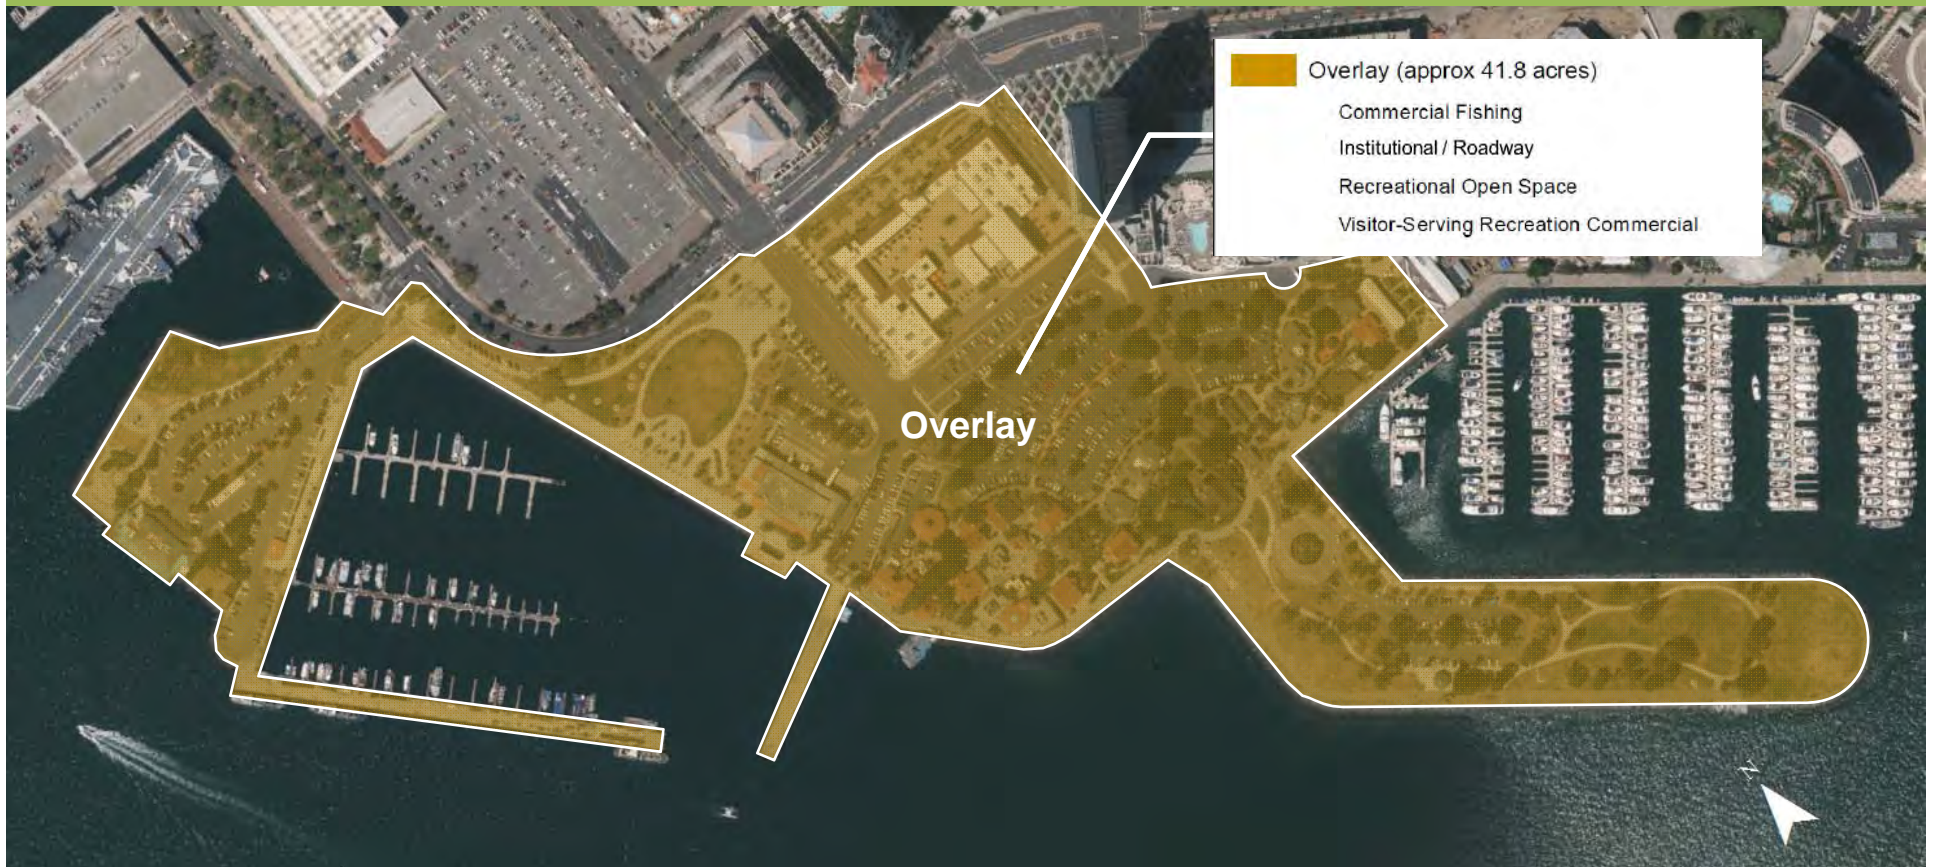 Overlay (approx 41.8 acres)
Commercial Fishing
Institutional / Roadway
Recreational Open Space
Visitor-Serving Recreation Commercial
Overlay
N